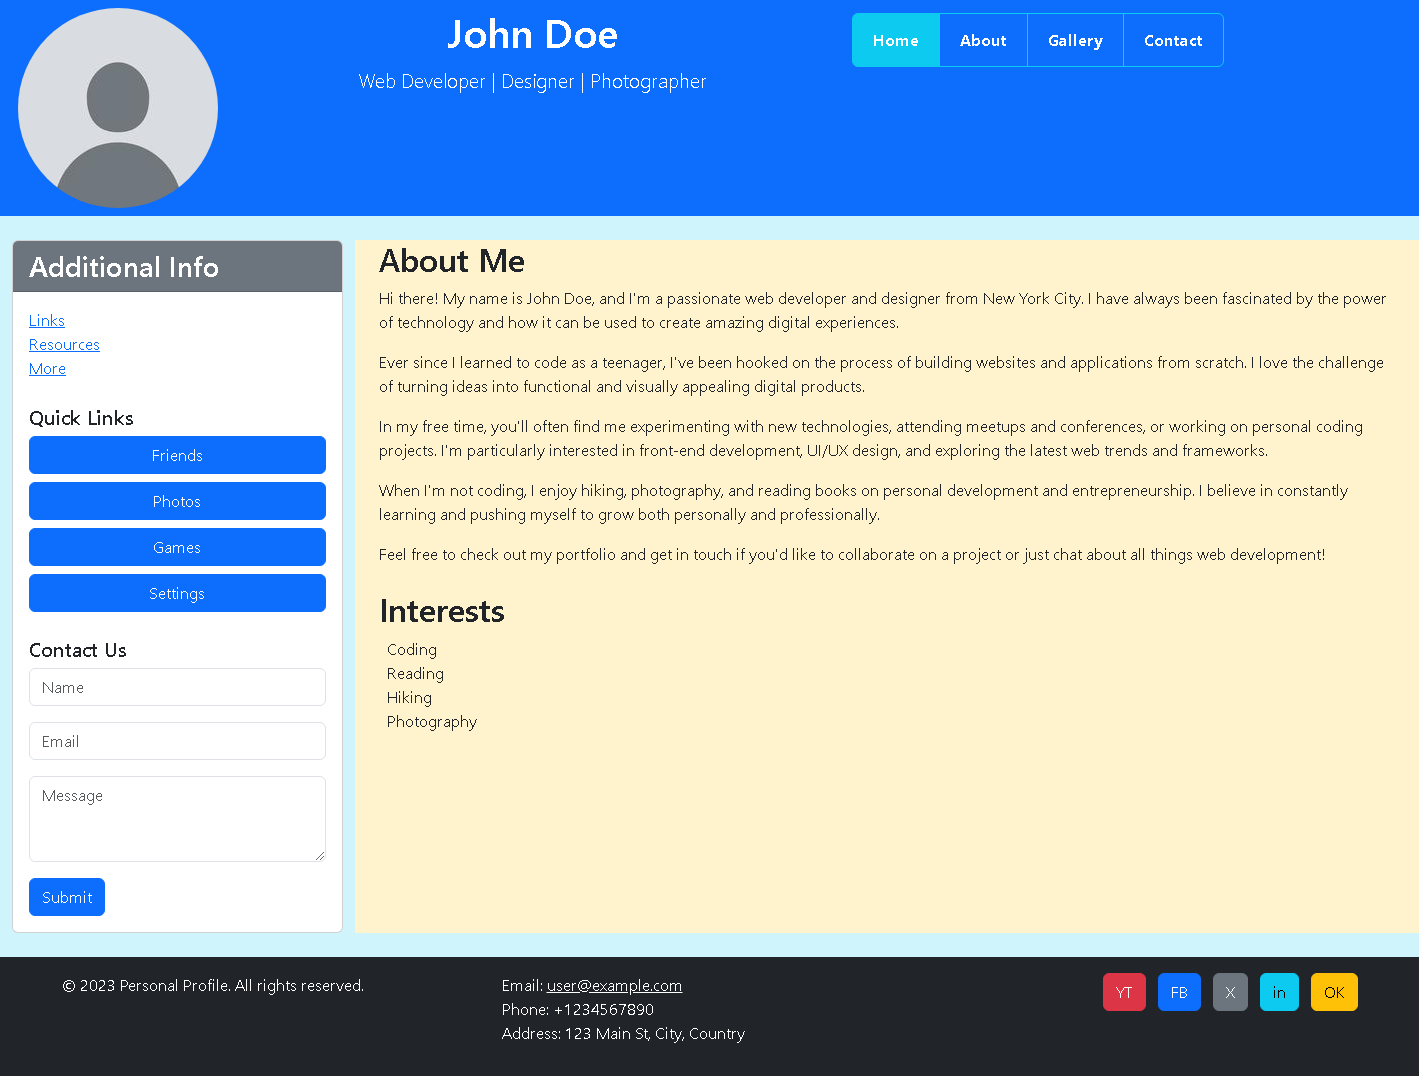 John Doe
Web Developer | Designer | Photographer
Home
About
Gallery
Contact
Additional Info
Links
Resources
More
Quick Links
Friends
Photos
Games
Settings
Contact Us
Name
Email
Message
Submit
About Me
Hi there! My name is John Doe, and I'm a passionate web developer and designer from New York City. I have always been fascinated by the power
of technology and how it can be used to create amazing digital experiences.
Ever since I learned to code as a teenager, I've been hooked on the process of building websites and applications from scratch. I love the challenge
of turning ideas into functional and visually appealing digital products.
In my free time, you'll often find me experimenting with new technologies, attending meetups and conferences, or working on personal coding
projects. I'm particularly interested in front-end development, UI/UX design, and exploring the latest web trends and frameworks.
When I'm not coding, I enjoy hiking, photography, and reading books on personal development and entrepreneurship. I believe in constantly
learning and pushing myself to grow both personally and professionally.
Feel free to check out my portfolio and get in touch if you'd like to collaborate on a project or just chat about all things web development!
Interests
Coding
Reading
Hiking
Photography
© 2023 Personal Profile. All rights reserved.
Email: user@example.com
Phone: +1234567890
Address: 123 Main St, City, Country
YT
FB
X
in
OK